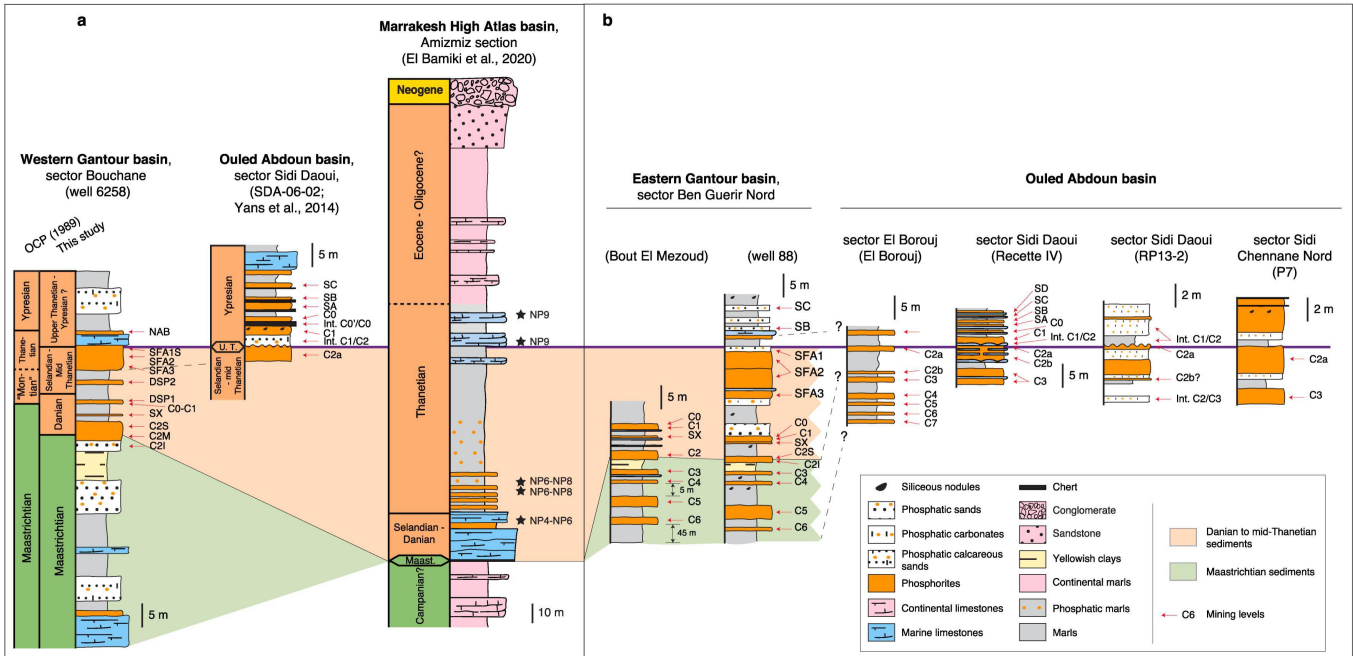 a
b
Marrakesh High Atlas basin,
Amizmiz section
(El Bamiki et al., 2020)
Western Gantour basin,
sector Bouchane
(well 6258)
Ouled Abdoun basin,
sector Sidi Daoui,
(SDA-06-02;
Yans et al., 2014)
OCP (1989)
This study
Ypresian
Thane-
tian
"Mon-
tian"
Maastrichtian
Upper Thanetian -
Ypresian ?
Selandian -
Mid
Thanetian
Danian
Maastrichtian
NAB
SFA1S
SFA2
SFA3
DSP2
DSP1
C0-C1
SX
C2S
C2M
C2I
5 m
5 m
Ypresian
U. T.
Selandian
- mid
Thanetian
SC
SB
SA
C0
Int. C0'/C0
C1
Int. C1/C2
C2a
Neogene
Eocene - Oligocene?
Thanetian
Selandian -
Danian
Maast.
Campanian?
NP9
NP9
NP6-NP8
NP6-NP8
NP4-NP6
10 m
Eastern Gantour basin,
sector Ben Guerir Nord
Ouled Abdoun basin
(Bout El Mezoud)
(well 88)
sector El Borouj
(El Borouj)
sector Sidi Daoui
(Recette IV)
sector Sidi Daoui
(RP13-2)
sector Sidi
Chennane Nord
(P7)
5 m
C0
C1
SX
C2
C3
C4
5 m
C5
C6
45 m
5 m
SC
SB
SFA1
SFA2
SFA3
C0
C1
SX
C2S
C2I
C3
C4
C5
C6
?
?
?
5 m
C2a
C2b
C3
C4
C5
C6
C7
SD
SC
SB
SA C0
C1
Int. C1/C2
C2a
C2b
C3
5 m
2 m
Int. C1/C2
C2a
C2b?
Int. C2/C3
2 m
C2a
C3
Siliceous nodules
Phosphatic sands
Phosphatic carbonates
Phosphatic calcareous
sands
Phosphorites
Continental limestones
Marine limestones
Chert
Conglomerate
Sandstone
Yellowish clays
Continental marls
Phosphatic marls
Marls
Danian to mid-Thanetian
sediments
Maastrichtian sediments
C6 Mining levels